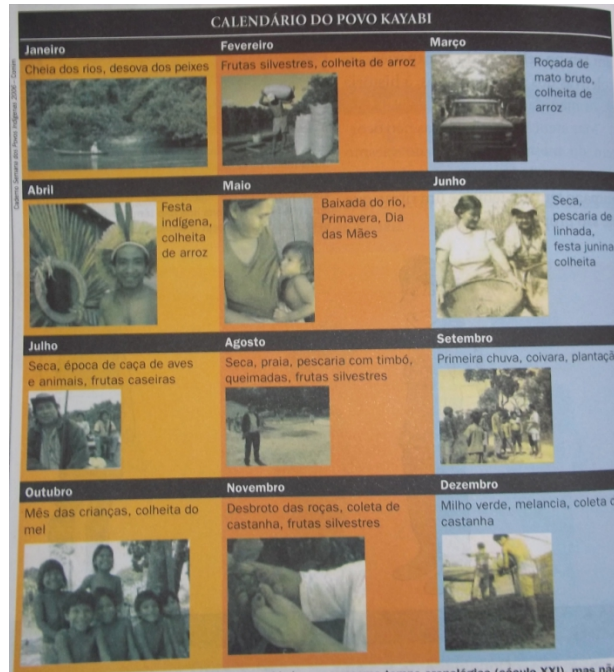 CALENDÁRIO DO POVO KAYABI
Janeiro
Cheia dos rios, desova dos peixes
Fevereiro
Frutas silvestres, colheita de arroz
Março
Roçada de
mato bruto,
colheita de
arroz
Abril
Festa
indígena,
colheita
de arroz
Maio
Baixada do rio,
Primavera, Dia
das Mães
Junho
Seca,
pescaria de
linhada,
festa junina
colheita
Julho
Seca, época de caça de aves
e animais, frutas caseiras
Agosto
Seca, praia, pescaria com timbó,
queimadas, frutas silvestres
Setembro
Primeira chuva, coivara, plantaçã
Outubro
Mês das crianças, colheita do
mel
Novembro
Desbroto das roças, coleta de
castanha, frutas silvestres
Dezembro
Milho verde, melancia, coleta
castanha
(século XXI), mas